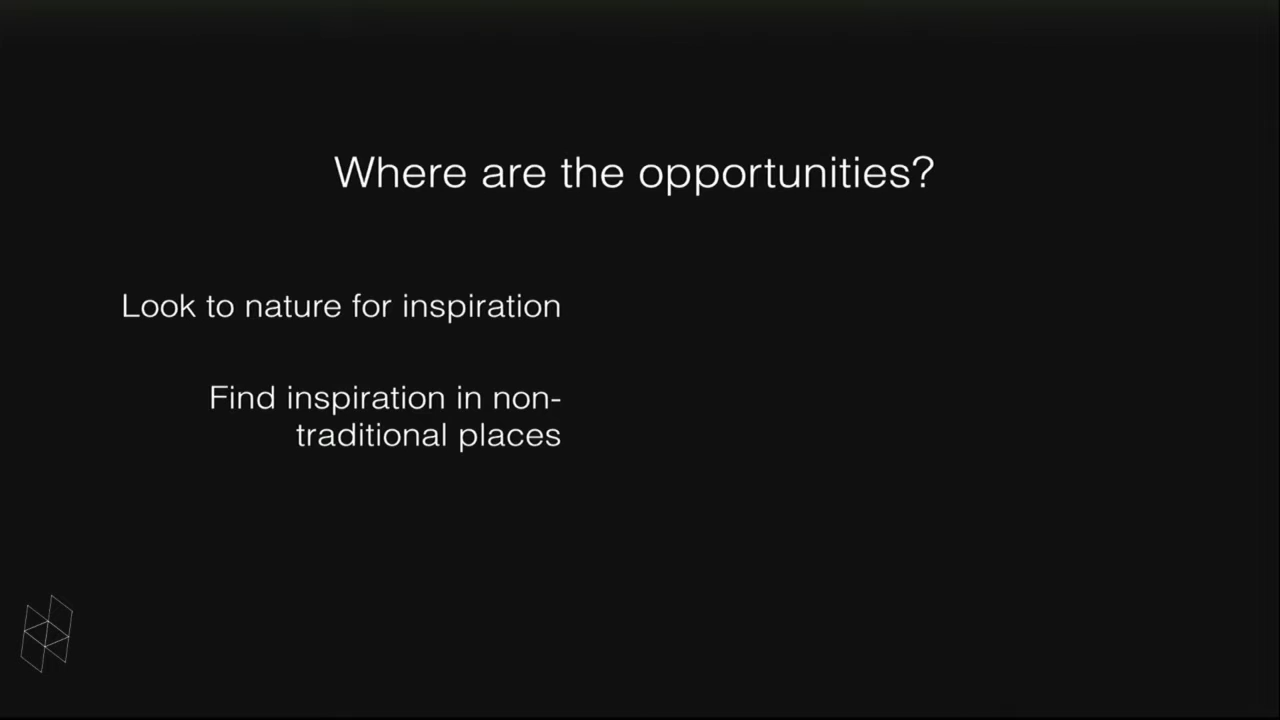 Where are the opportunities?
Look to nature for inspiration
Find inspiration in non-
traditional places